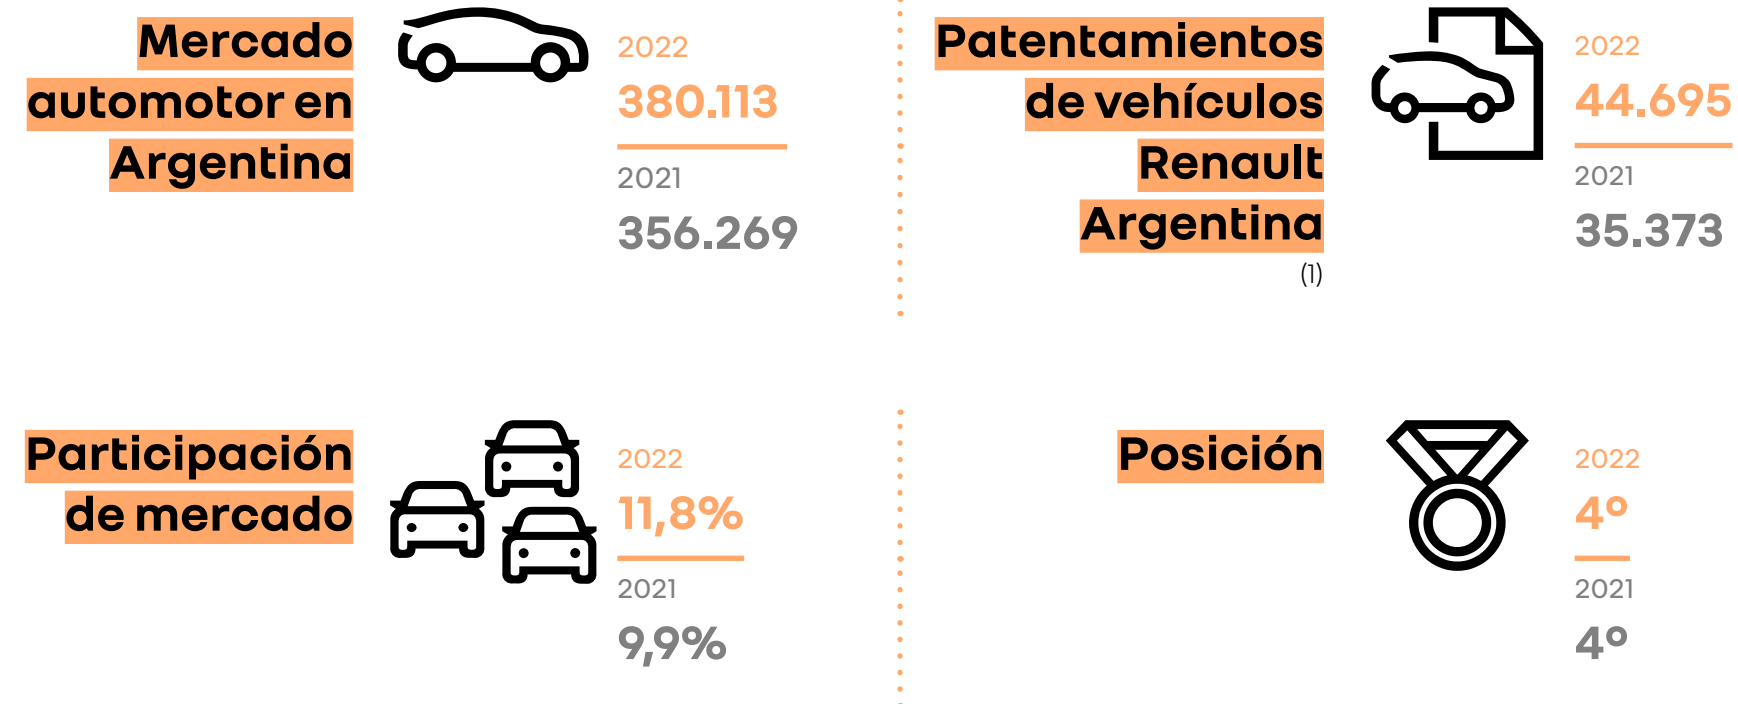 Mercado
automotor en
Argentina
2022
380.113
2021
356.269
Patentamientos
de vehículos
Renault
Argentina
(1)
2022
44.695
2021
35.373
Participación
de mercado
2022
11,8%
2021
9,9%
Posición
2022
4º
2021
4º